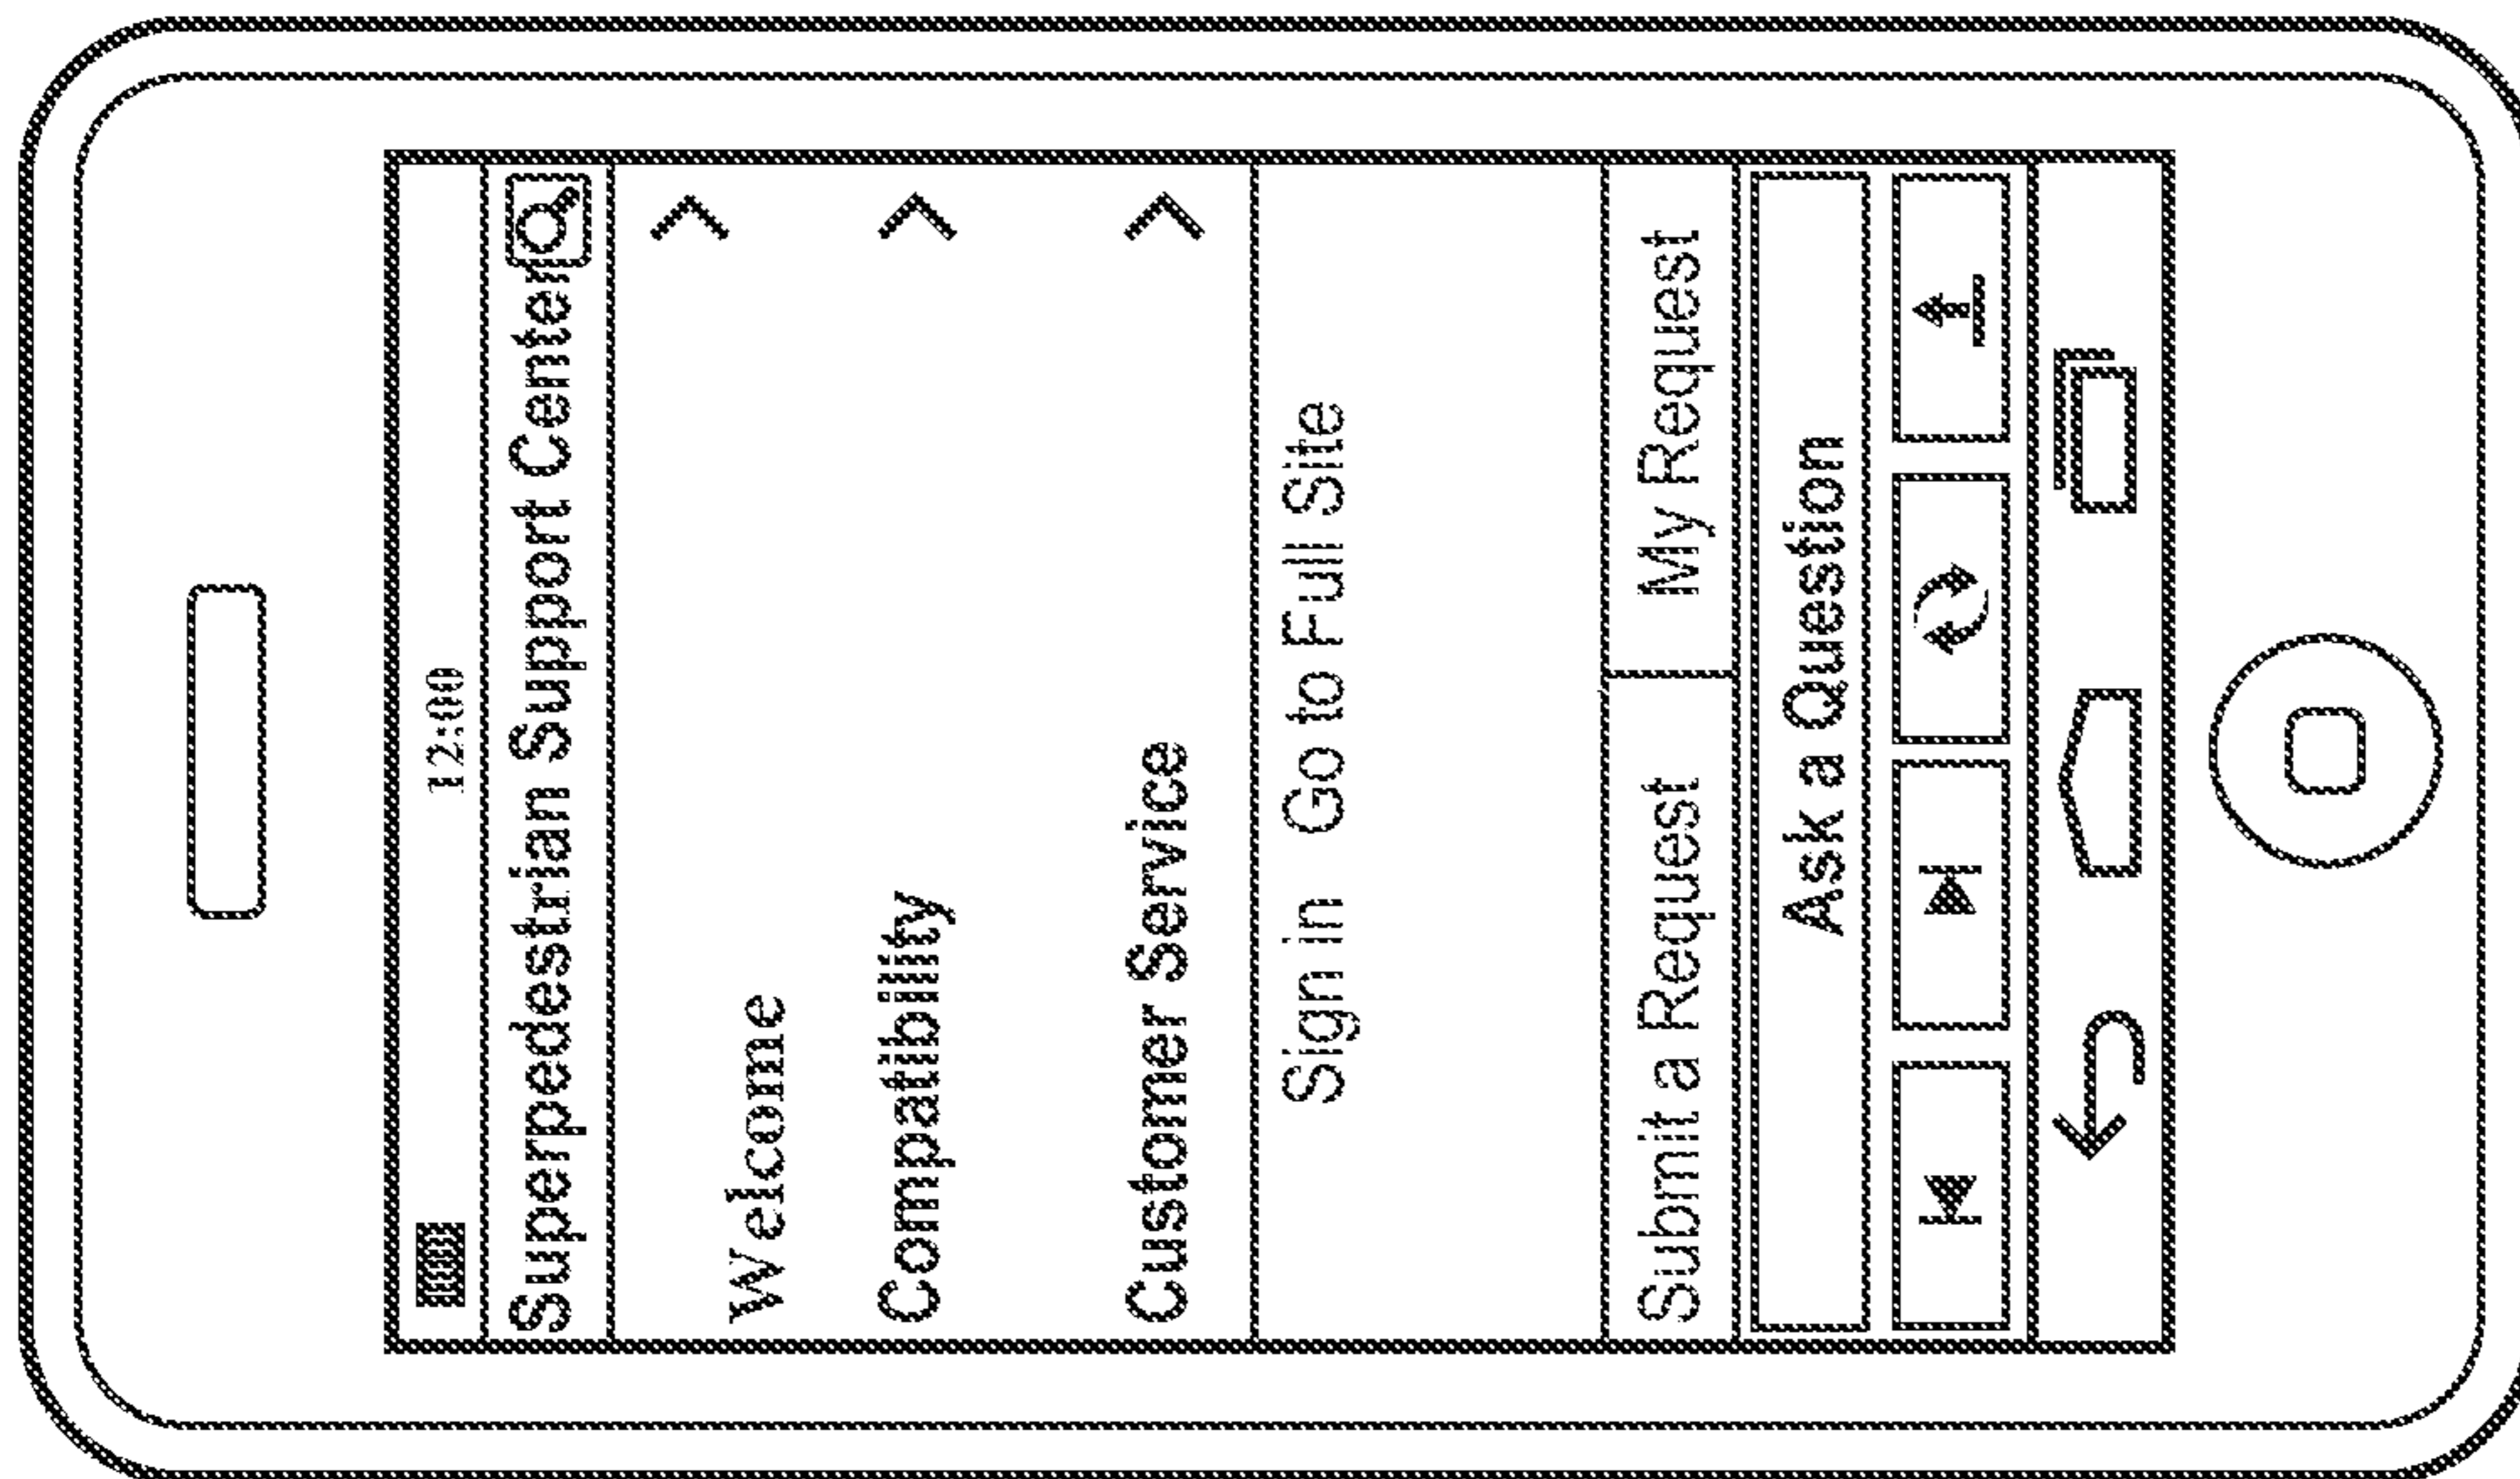 12:00
Superpedestrian Support Center
Welcome
Compatibility
Customer Service
Sign in Go to Full Site
Submit a Request My Request
Ask a Question